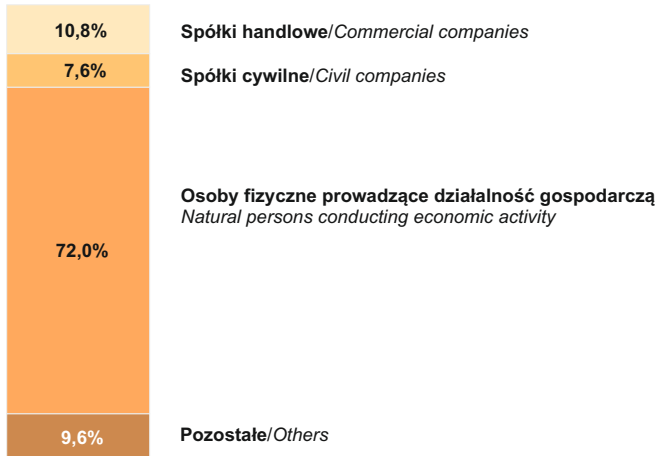 10,8% Spółki handlowe/Commercial companies
7,6% Spółki cywilne/Civil companies
Osoby fizyczne prowadzące działalność gospodarczą
Natural persons conducting economic activity
72,0%
9,6% Pozostałe/Others